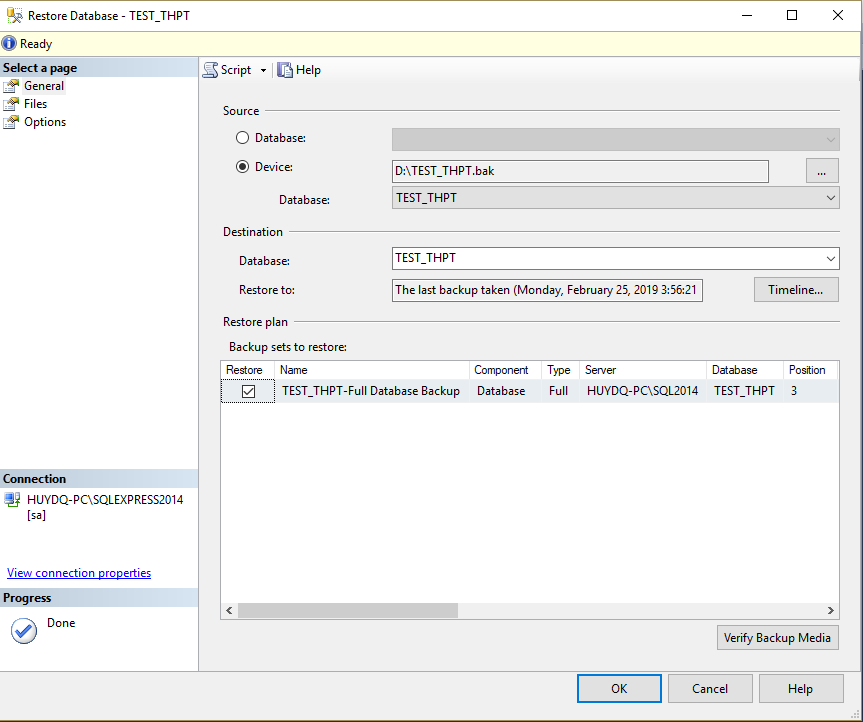 Restore Database - TEST_THPT
Ready
Select a page
General
Files
Options
Script Help
Source
Database:
Device: D:\TEST_THPT.bak ...
Database: TEST_THPT
Destination
Database: TEST_THPT
Restore to: The last backup taken (Monday, February 25, 2019 3:56:21 Timeline...
Restore plan
Backup sets to restore:
Restore Name Component Type Server Database Position
TEST_THPT-Full Database Backup Database Full HUYDQ-PC\SQL2014 TEST_THPT 3
Connection
HUYDQ-PC\SQLEXPRESS2014
[sa]
View connection properties
Progress
Done
Verify Backup Media
OK Cancel Help